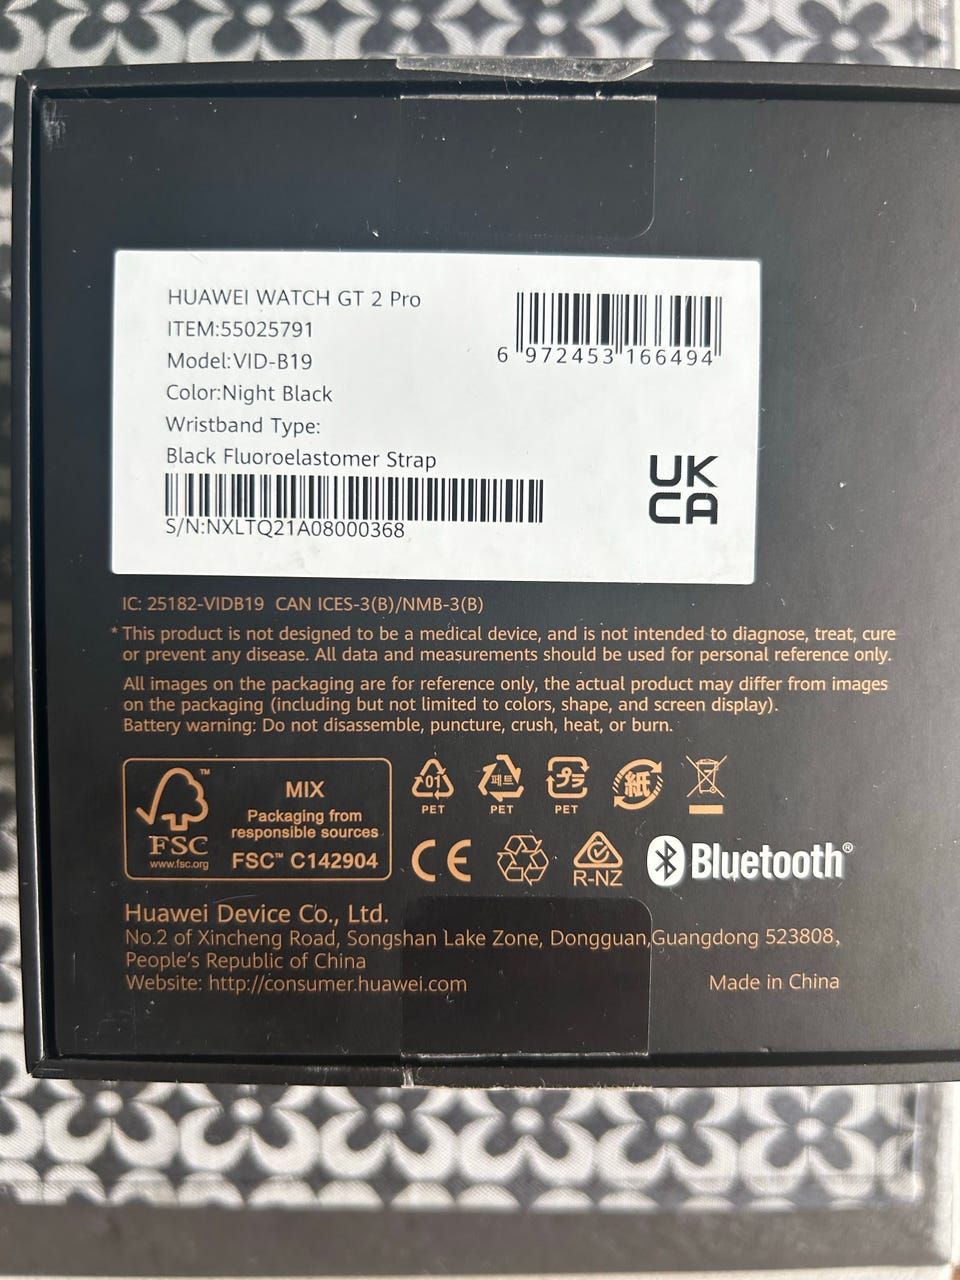 HUAWEI WATCH GT 2 Pro
ITEM:55025791
Model:VID-B19
Color:Night Black
Wristband Type:
Black Fluoroelastomer Strap
S/N:NXLTQ21A08000368
6 972453 166494
UK
CA
IC: 25182-VIDB19 CAN ICES-3(B)/NMB-3(B)
* This product is not designed to be a medical device, and is not intended to diagnose, treat, cure
or prevent any disease. All data and measurements should be used for personal reference only.
All images on the packaging are for reference only, the actual product may differ from images
on the packaging (including but not limited to colors, shape, and screen display).
Battery warning: Do not disassemble, puncture, crush, heat, or burn.
FSC
www.fsc.org
™
MIX
Packaging from
responsible sources
FSC™ C142904
01
PET
페트
PET
プラ
PET
紙
CE
R-NZ
Bluetooth®
Huawei Device Co., Ltd.
No.2 of Xincheng Road, Songshan Lake Zone, Dongguan,Guangdong 523808,
People's Republic of China
Website: http://consumer.huawei.com
Made in China